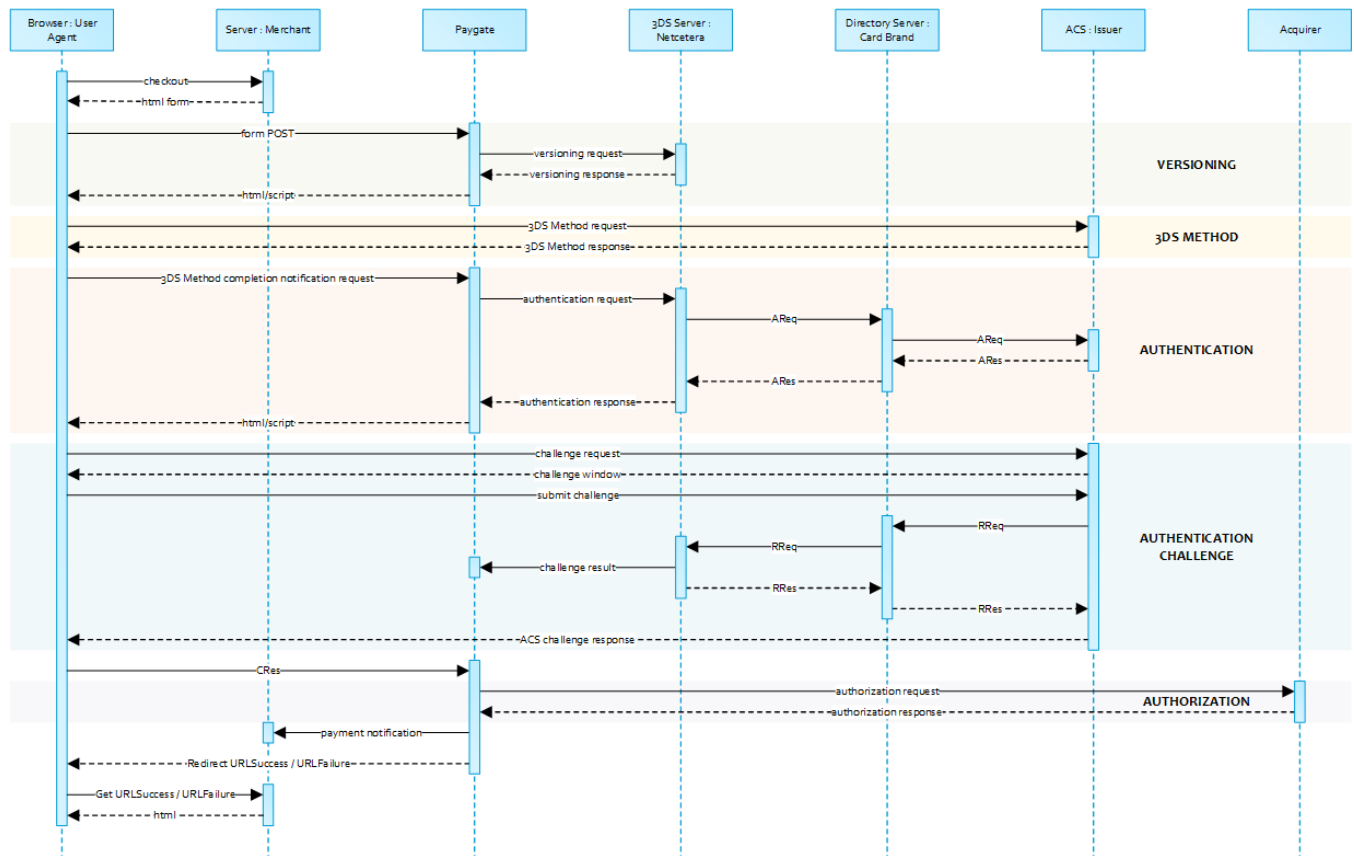 Browser : User
Agent
Server : Merchant
Paygate
3DS Server :
Netcetera
Directory Server :
Card Brand
ACS : Issuer
Acquirer
checkout
html form
form POST
versioning request
versioning response
VERSIONING
html/script
3DS Method request
3DS METHOD
3DS Method response
3DS Method completion notification request
authentication request
AReq
AReq
AUTHENTICATION
ARes
ARes
authentication response
html/script
challenge request
challenge window
submit challenge
RReq
AUTHENTICATION
CHALLENGE
RReq
challenge result
RRes
RRes
ACS challenge response
CRes
authorization request
AUTHORIZATION
authorization response
payment notification
Redirect URLSuccess / URLFailure
Get URLSuccess / URLFailure
html